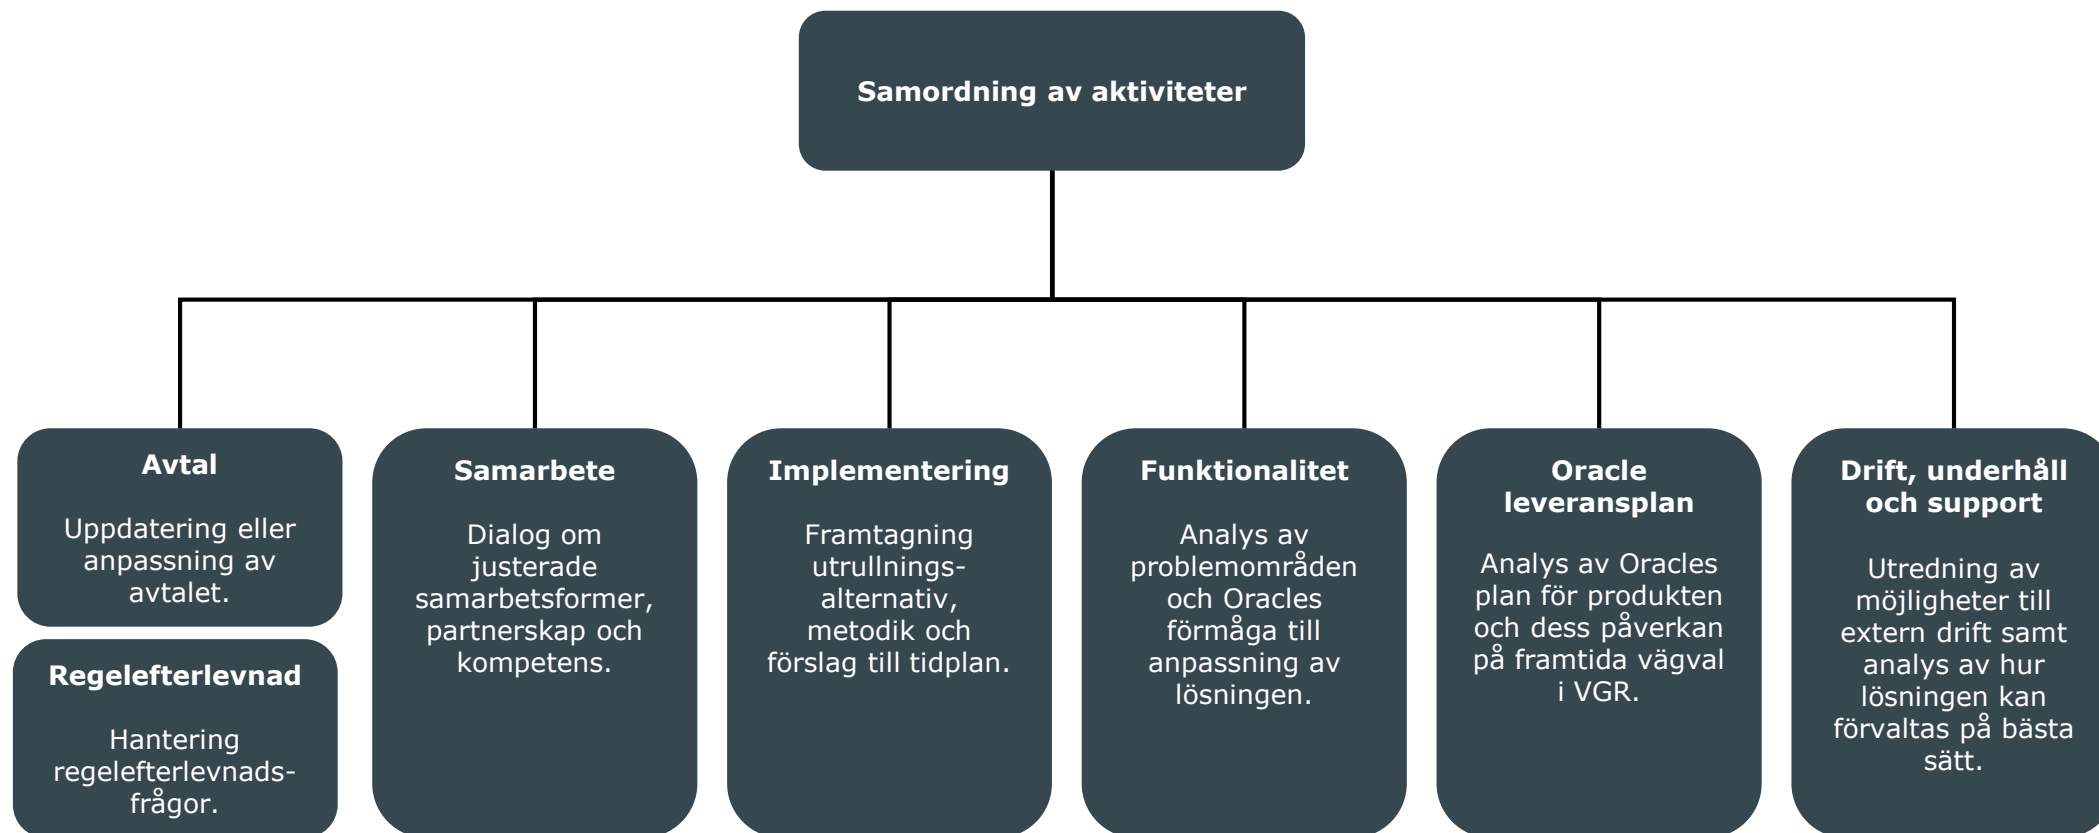 Samordning av aktiviteter
Avtal
Uppdatering eller
anpassning av
avtalet.
Regelefterlevnad
Hantering
regelefterlevnads-
frågor.
Samarbete
Dialog om
justerade
samarbetsformer,
partnerskap och
kompetens.
Implementering
Framtagning
utrullnings-
alternativ,
metodik och
förslag till tidplan.
Funktionalitet
Analys av
problemområden
och Oracles
förmåga till
anpassning av
lösningen.
Oracle
leveransplan
Analys av Oracles
plan för produkten
och dess påverkan
på framtida vägval
i VGR.
Drift, underhåll
och support
Utredning av
möjligheter till
extern drift samt
analys av hur
lösningen kan
förvaltas på bästa
sätt.